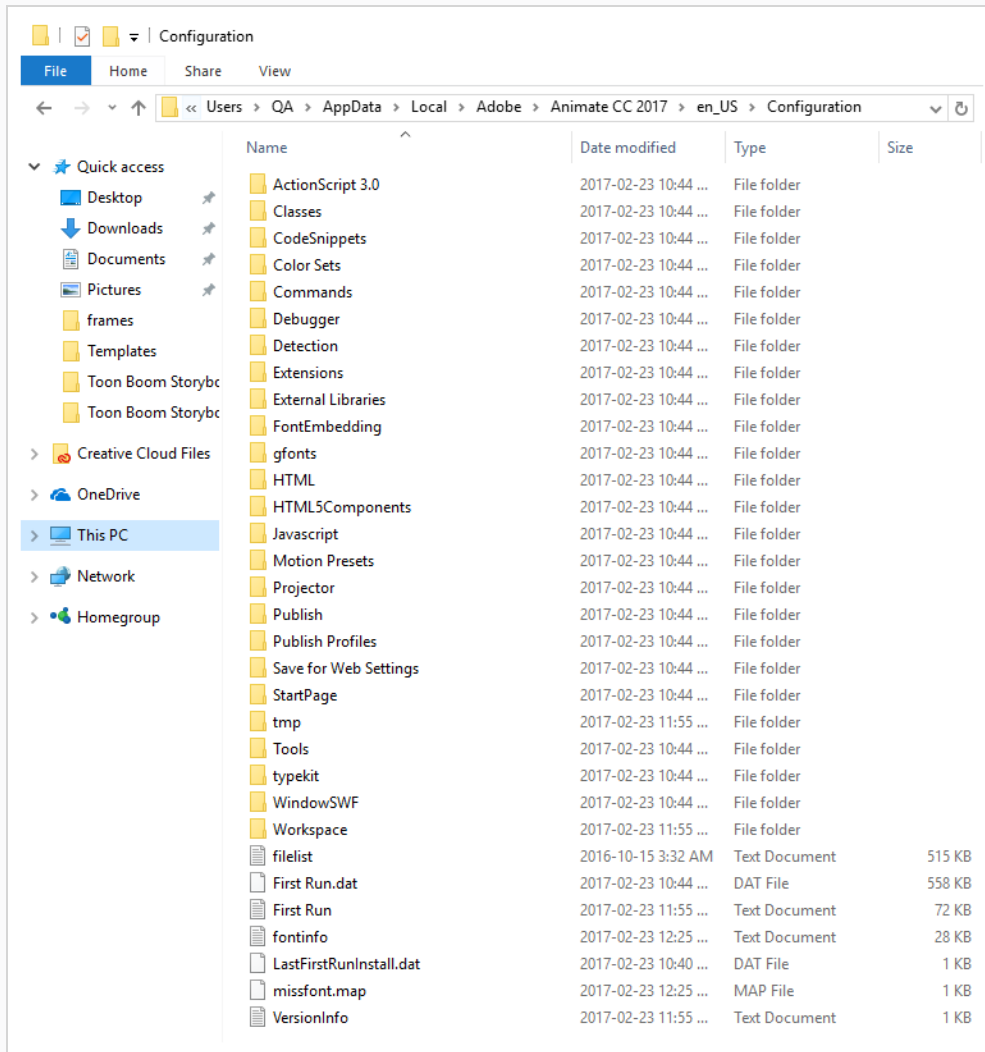 Configuration
File Home Share View
« Users > QA > AppData > Local > Adobe > Animate CC 2017 > en_US > Configuration
Name Date modified Type Size
Quick access
Desktop
Downloads
Documents
Pictures
frames
Templates
Toon Boom Storybo
Toon Boom Storybo
Creative Cloud Files
OneDrive
This PC
Network
Homegroup
ActionScript 3.0 2017-02-23 10:44 ... File folder
Classes 2017-02-23 10:44 ... File folder
CodeSnippets 2017-02-23 10:44 ... File folder
Color Sets 2017-02-23 10:44 ... File folder
Commands 2017-02-23 10:44 ... File folder
Debugger 2017-02-23 10:44 ... File folder
Detection 2017-02-23 10:44 ... File folder
Extensions 2017-02-23 10:44 ... File folder
External Libraries 2017-02-23 10:44 ... File folder
FontEmbedding 2017-02-23 10:44 ... File folder
gfonts 2017-02-23 10:44 ... File folder
HTML 2017-02-23 10:44 ... File folder
HTML5Components 2017-02-23 10:44 ... File folder
Javascript 2017-02-23 10:44 ... File folder
Motion Presets 2017-02-23 10:44 ... File folder
Projector 2017-02-23 10:44 ... File folder
Publish 2017-02-23 10:44 ... File folder
Publish Profiles 2017-02-23 10:44 ... File folder
Save for Web Settings 2017-02-23 10:44 ... File folder
StartPage 2017-02-23 10:44 ... File folder
tmp 2017-02-23 11:55 ... File folder
Tools 2017-02-23 10:44 ... File folder
typekit 2017-02-23 10:44 ... File folder
WindowSWF 2017-02-23 10:44 ... File folder
Workspace 2017-02-23 11:55 ... File folder
filelist 2016-10-15 3:32 AM Text Document 515 KB
First Run.dat 2017-02-23 10:44 ... DAT File 558 KB
First Run 2017-02-23 11:55 ... Text Document 72 KB
fontinfo 2017-02-23 12:25 ... Text Document 28 KB
LastFirstRunInstall.dat 2017-02-23 10:40 ... DAT File 1 KB
missfont.map 2017-02-23 12:25 ... MAP File 1 KB
VersionInfo 2017-02-23 11:55 ... Text Document 1 KB